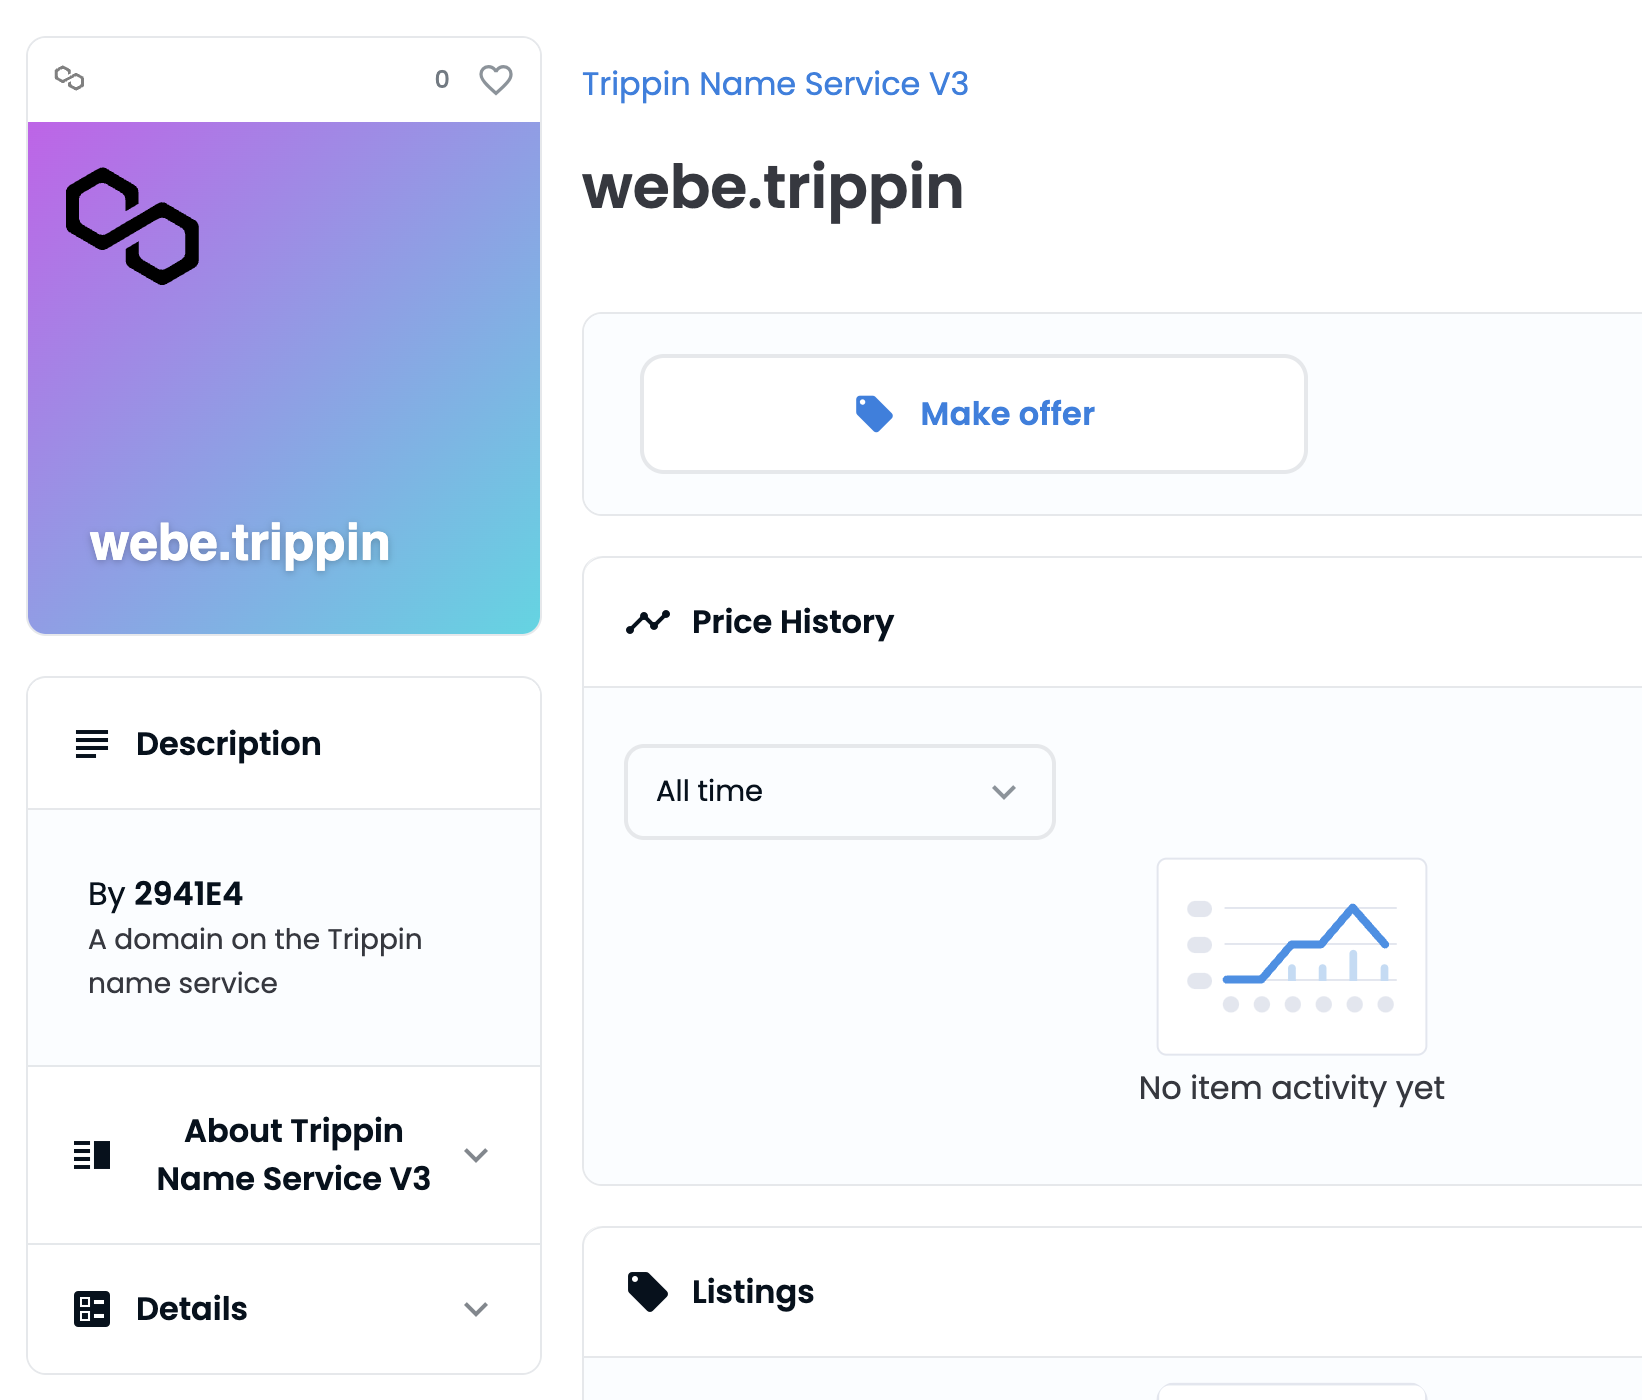 0
webe.trippin
Description
By 2941E4
A domain on the Trippin
name service
About Trippin
Name Service V3
Details
Trippin Name Service V3
webe.trippin
Make offer
Price History
All time
No item activity yet
Listings